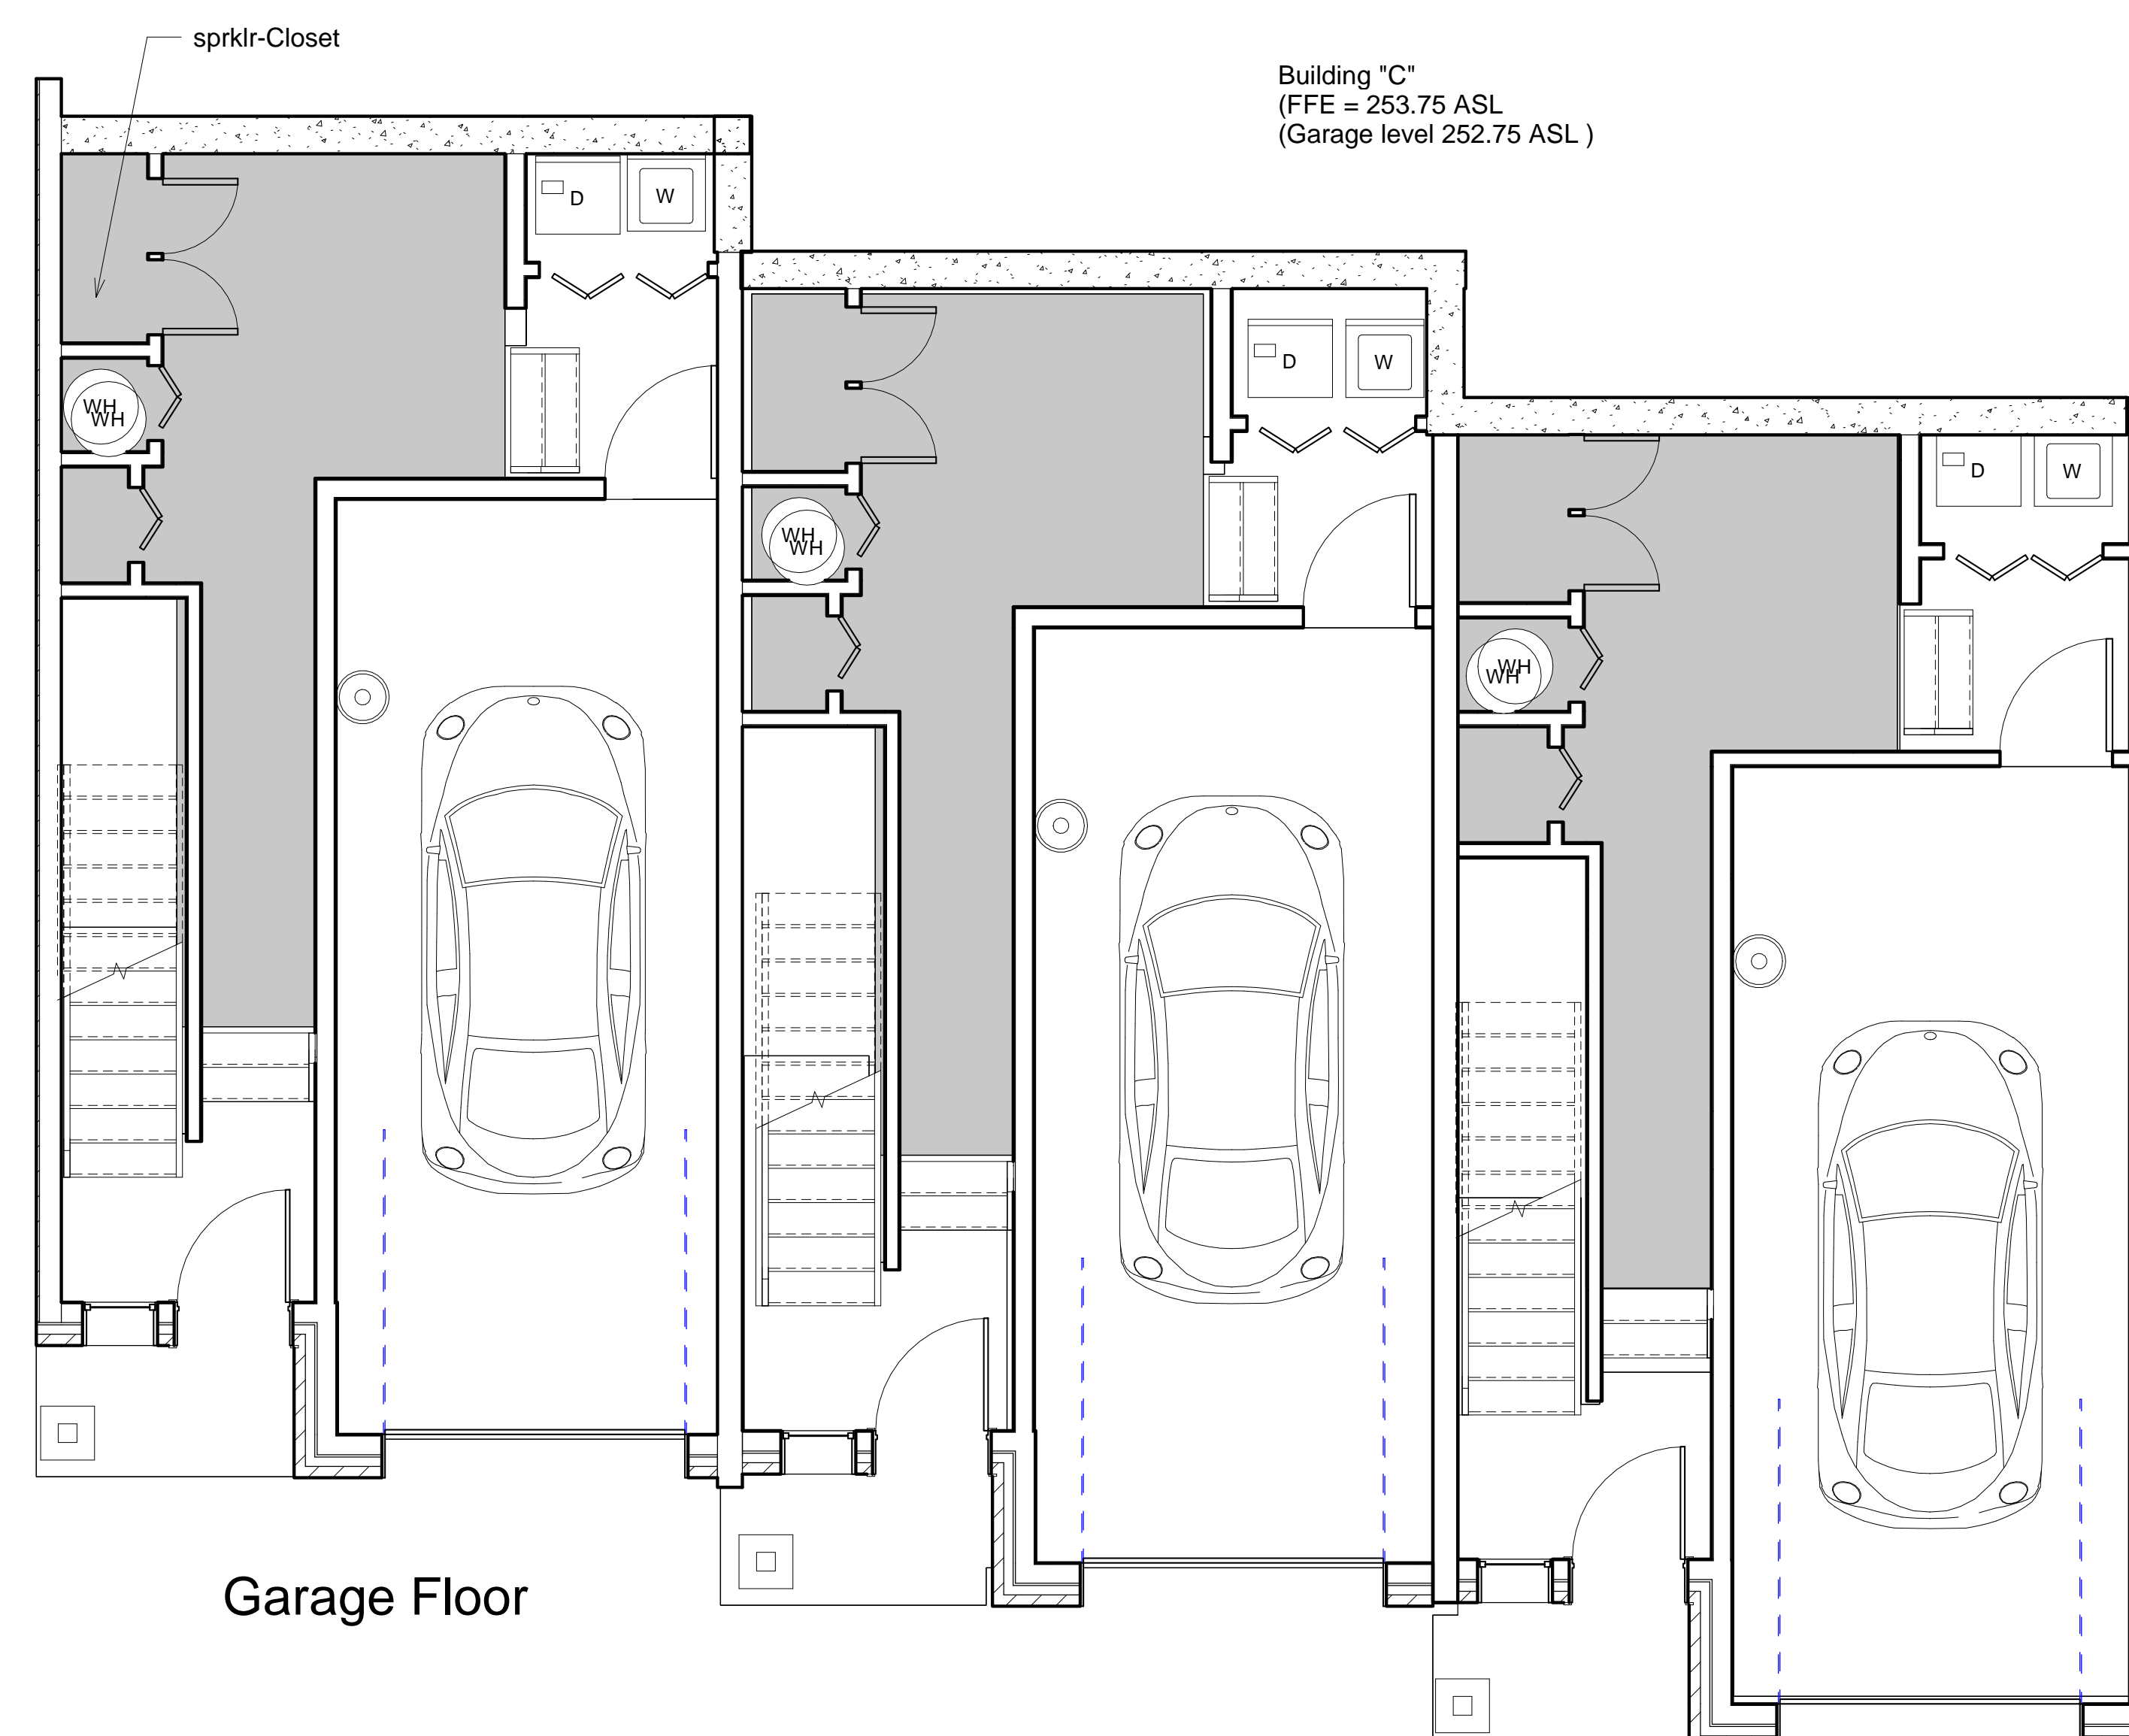 sprklr-Closet
Building "C"
(FFE = 253.75 ASL
(Garage level 252.75 ASL )
D
W
D
W
WH
WH
D
W
WH
WH
WH
WH
Garage Floor